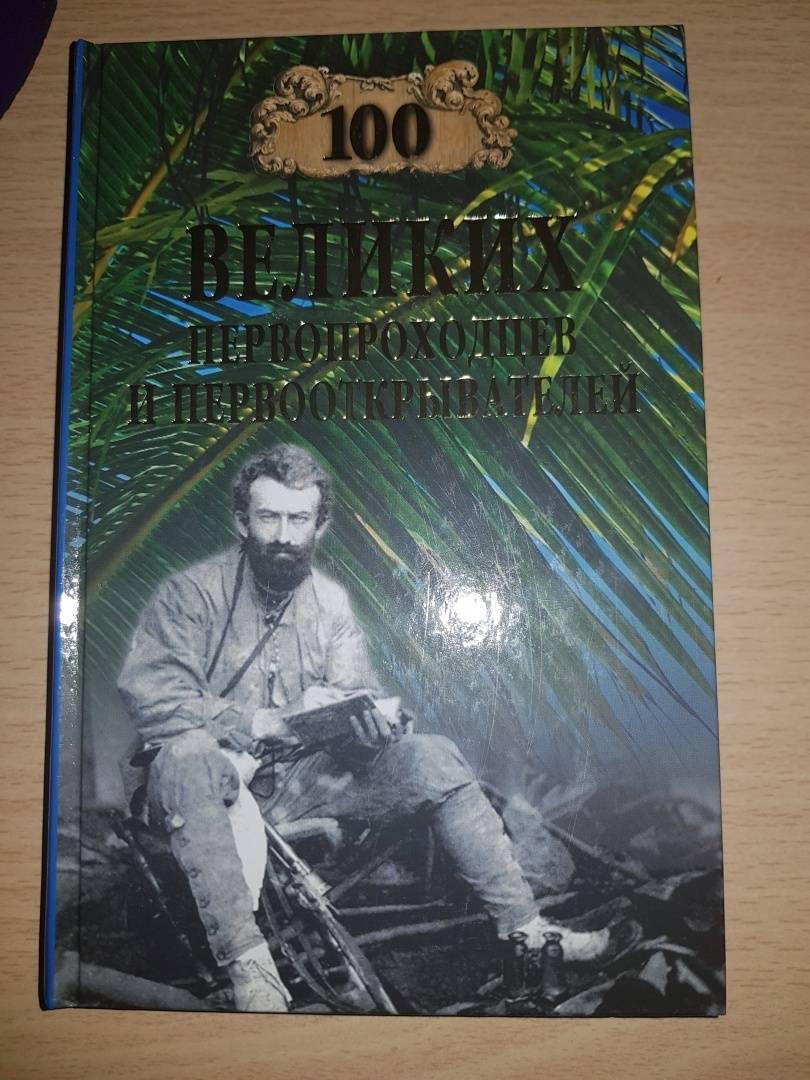 100
ВЕЛИКИХ
ПЕРВОПРОХОДЦЕВ
И ПЕРВООТКРЫВАТЕЛЕЙ